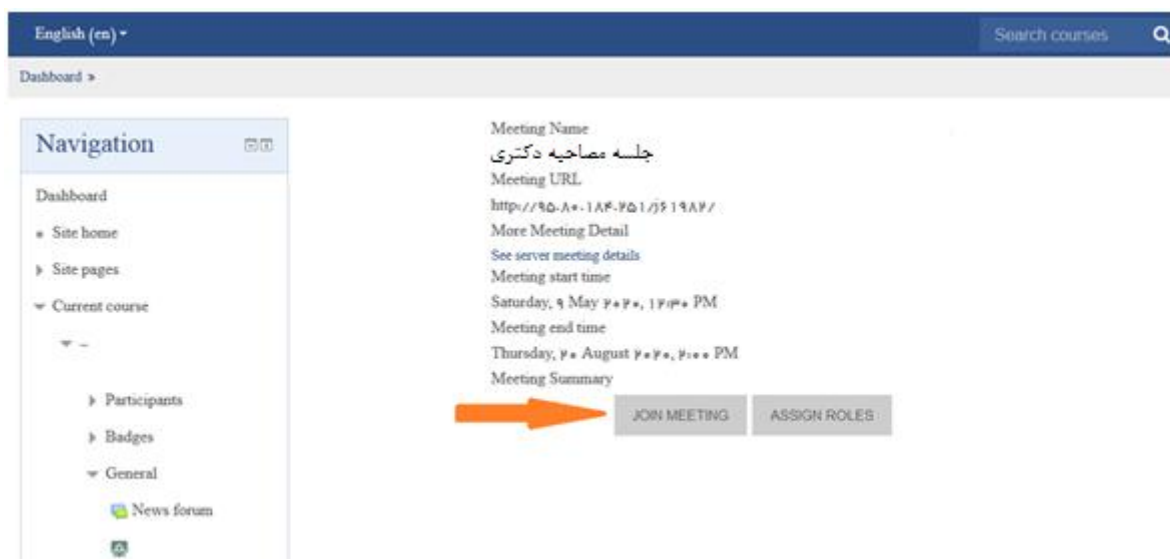 English (en)
Search courses
Dashboard »
Navigation
Dashboard
Site home
Site pages
Current course
–
Participants
Badges
General
News forum
Meeting Name
جلسه مصاحبه دکتری
Meeting URL
http://۹۵.۸۰.۱۸۴.۲۵۱/j۶۱۹۸۲/
More Meeting Detail
See server meeting details
Meeting start time
Saturday, ۹ May ۲۰۲۰, ۱۲:۳۰ PM
Meeting end time
Thursday, ۲۰ August ۲۰۲۰, ۲:۰۰ PM
Meeting Summary
JOIN MEETING
ASSIGN ROLES